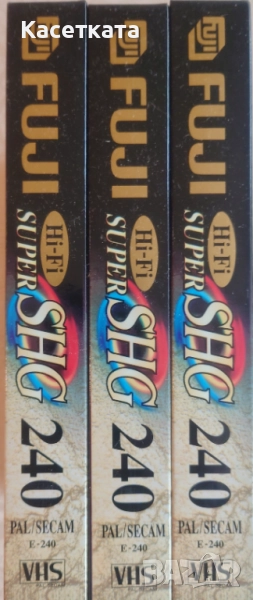 Касетката
FUJI
Hi-Fi
SUPER SHG
240
PAL/SECAM
E-240
VHS
FUJI
Hi-Fi
SUPER SHG
240
PAL/SECAM
E-240
VHS
FUJI
Hi-Fi
SUPER SHG
240
PAL/SECAM
E-240
VHS